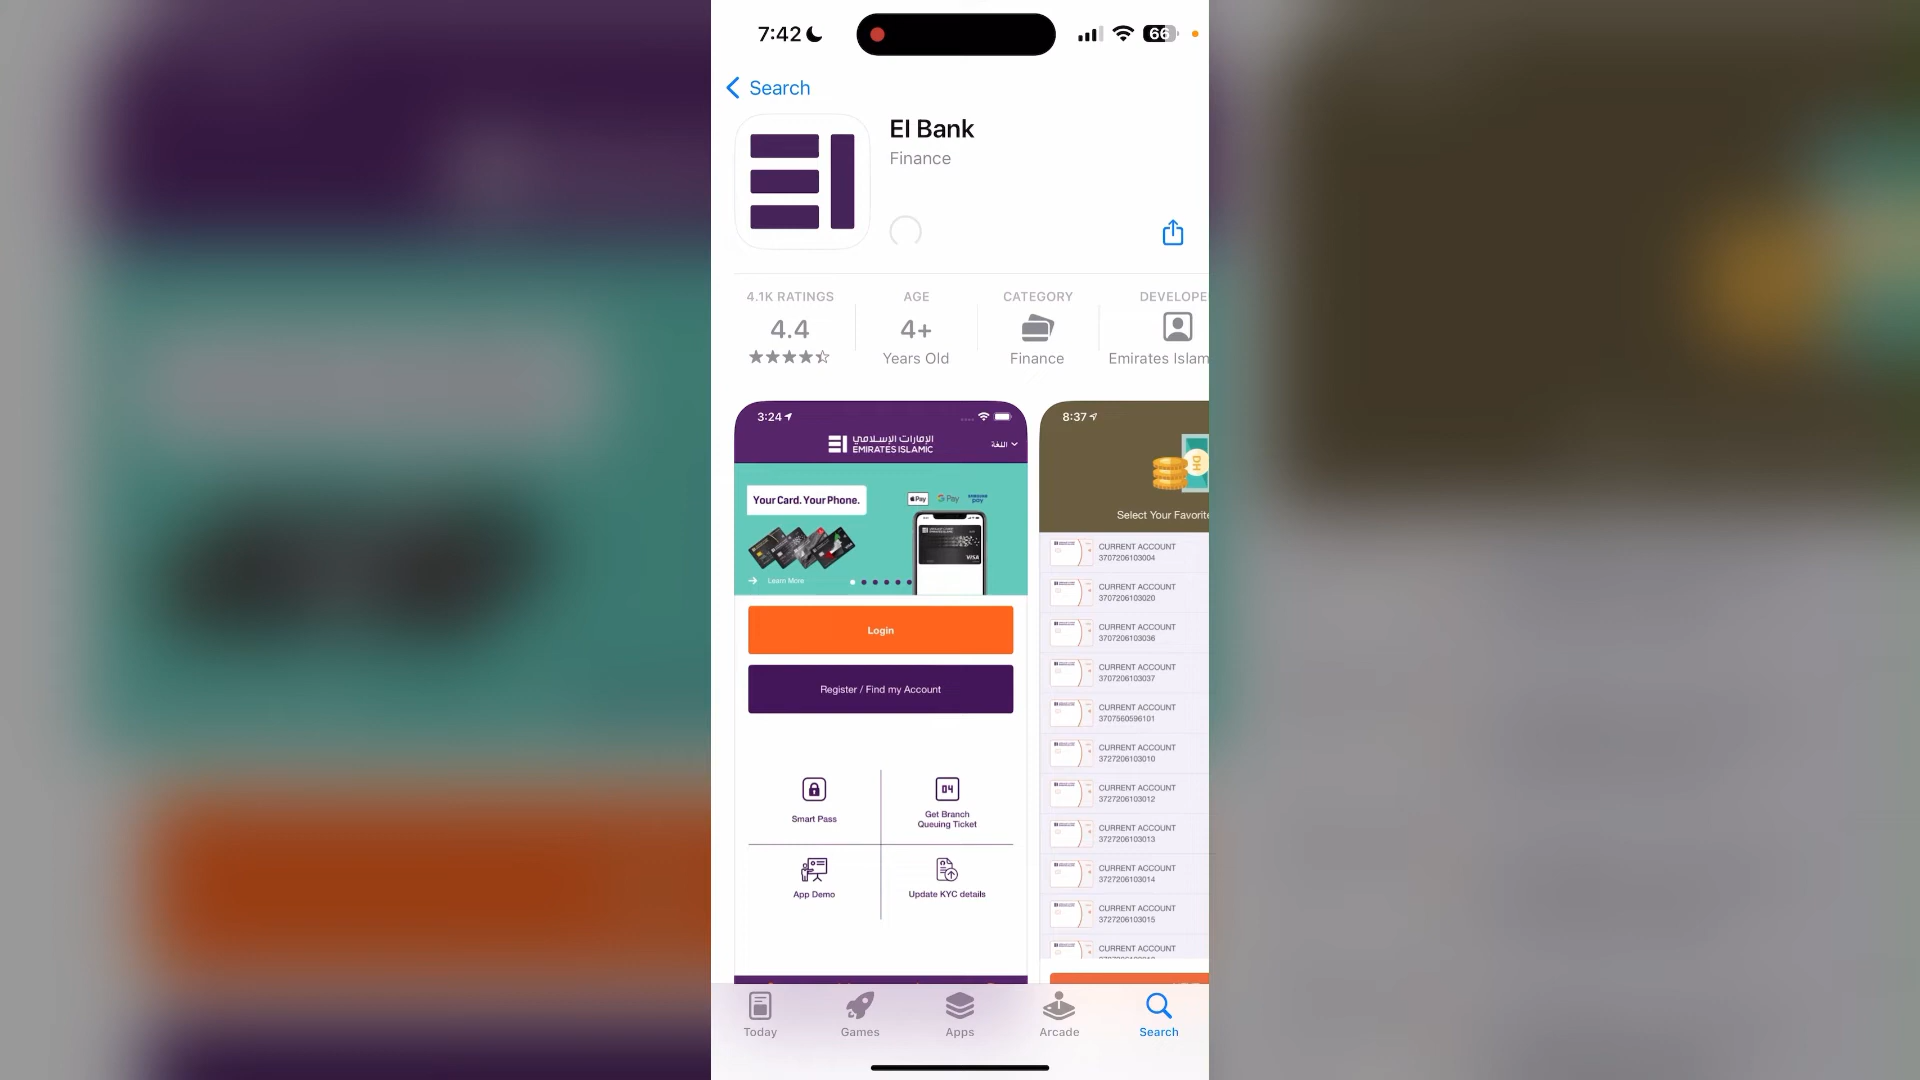 7:42
66
Search
EI Bank
Finance
4.1K RATINGS
4.4
AGE
4+
Years Old
CATEGORY
Finance
DEVELOPE
Emirates Islam
3:24
الإمارات الإسلامي
EMIRATES ISLAMIC
اللغة
Your Card. Your Phone.
Pay
G Pay
SAMSUNG pay
VISA
Learn More
Login
Register / Find my Account
Smart Pass
04
Get Branch
Queuing Ticket
App Demo
Update KYC details
8:37
DH
Select Your Favorite
CURRENT ACCOUNT
3707206103004
CURRENT ACCOUNT
3707206103020
CURRENT ACCOUNT
3707206103036
CURRENT ACCOUNT
3707206103037
CURRENT ACCOUNT
3707560596101
CURRENT ACCOUNT
3727206103010
CURRENT ACCOUNT
3727206103012
CURRENT ACCOUNT
3727206103013
CURRENT ACCOUNT
3727206103014
CURRENT ACCOUNT
3727206103015
CURRENT ACCOUNT
Today
Games
Apps
Arcade
Search